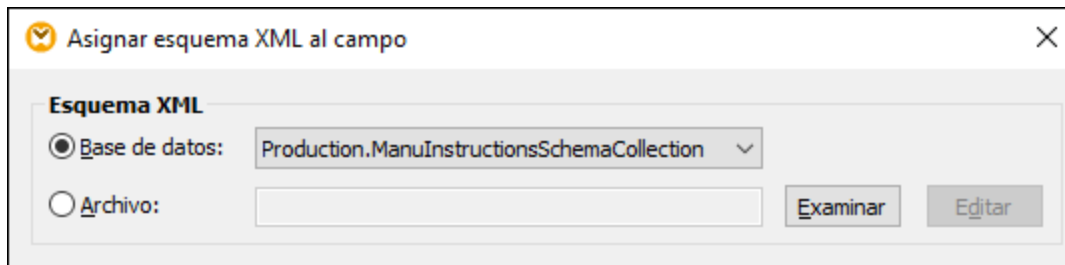 Asignar esquema XML al campo
Esquema XML
Base de datos: Production.ManuInstructionsSchemaCollection
Archivo: Examinar Editar